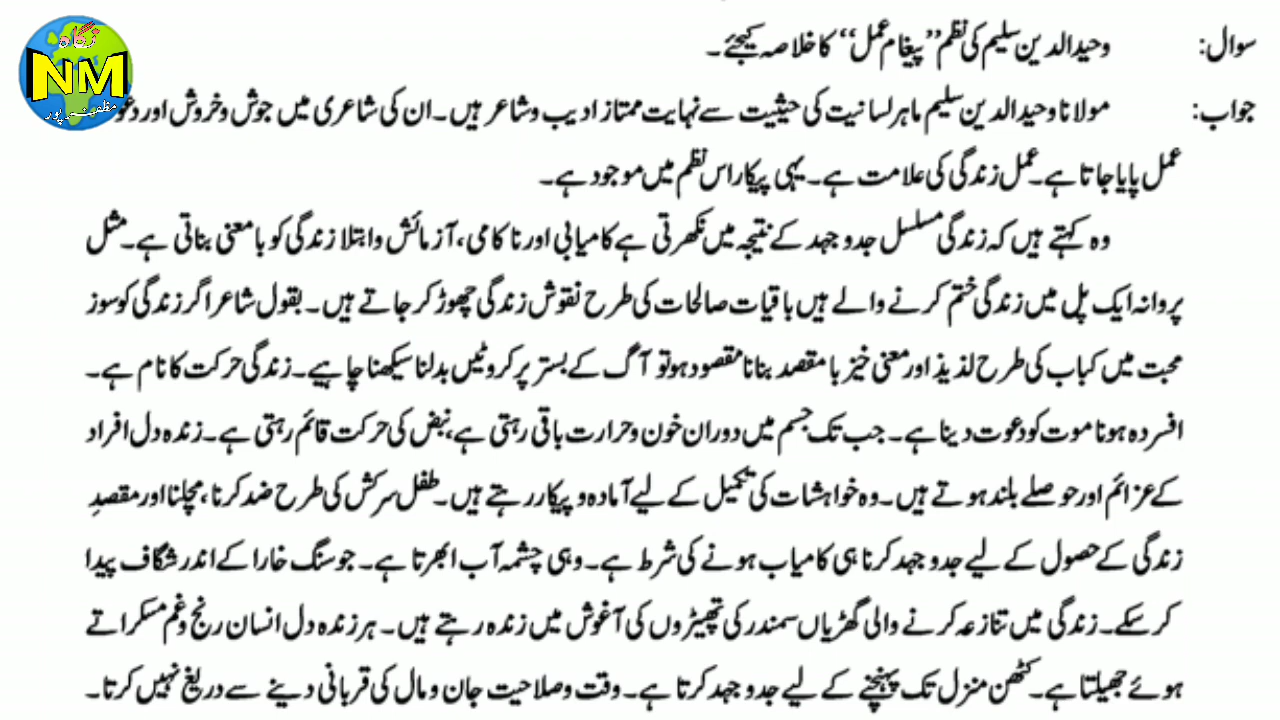 نگاہ
NM
مظفر پور
سوال: وحیدالدین سلیم کی نظم ’’پیغام عمل‘‘ کا خلاصہ کیجئے۔
جواب: مولانا وحیدالدین سلیم ماہر لسانیت کی حیثیت سے نہایت ممتاز ادیب و شاعر ہیں۔ ان کی شاعری میں جوش و خروش اور
عمل پایا جاتا ہے۔ عمل زندگی کی علامت ہے۔ یہی پیکار اس نظم میں موجود ہے۔
وہ کہتے ہیں کہ زندگی مسلسل جدوجہد کے نتیجہ میں نکھرتی ہے کامیابی اور ناکامی، آزمائش وابتلا زندگی کو بامعنی بناتی ہے۔ مثل
پروانہ ایک پل میں زندگی ختم کرنے والے ہیں باقیات صالحات کی طرح نقوش زندگی چھوڑ کر جاتے ہیں۔ بقول شاعر اگر زندگی کو سوز
محبت میں کباب کی طرح لذیذ اور معنی خیز با مقصد بنانا مقصود ہو تو آگ کے بستر پر کروٹیں بدلنا سیکھنا چاہیے۔ زندگی حرکت کا نام ہے۔
افسردہ ہونا موت کو دعوت دینا ہے۔ جب تک جسم میں دوران خون و حرارت باقی رہتی ہے، نبض کی حرکت قائم رہتی ہے۔ زندہ دل افراد
کے عزائم اور حوصلے بلند ہوتے ہیں۔ وہ خواہشات کی تکمیل کے لیے آمادہ و پیکار رہتے ہیں۔ طفل سرکش کی طرح ضد کرنا، مچلنا اور مقصدِ
زندگی کے حصول کے لیے جدوجہد کرنا ہی کامیاب ہونے کی شرط ہے۔ وہی چشمہ آب ابھرتا ہے۔ جو سنگ خارا کے اندر شگاف پیدا
کر سکے۔ زندگی میں تنازعہ کرنے والی گھڑیاں سمندر کی تھپیڑوں کی آغوش میں زندہ رہتے ہیں۔ ہر زندہ دل انسان رنج و غم مسکراتے
ہوئے جھیلتا ہے۔ کٹھن منزل تک پہنچنے کے لیے جدوجہد کرتا ہے۔ وقت و صلاحیت جان و مال کی قربانی دینے سے دریغ نہیں کرتا۔